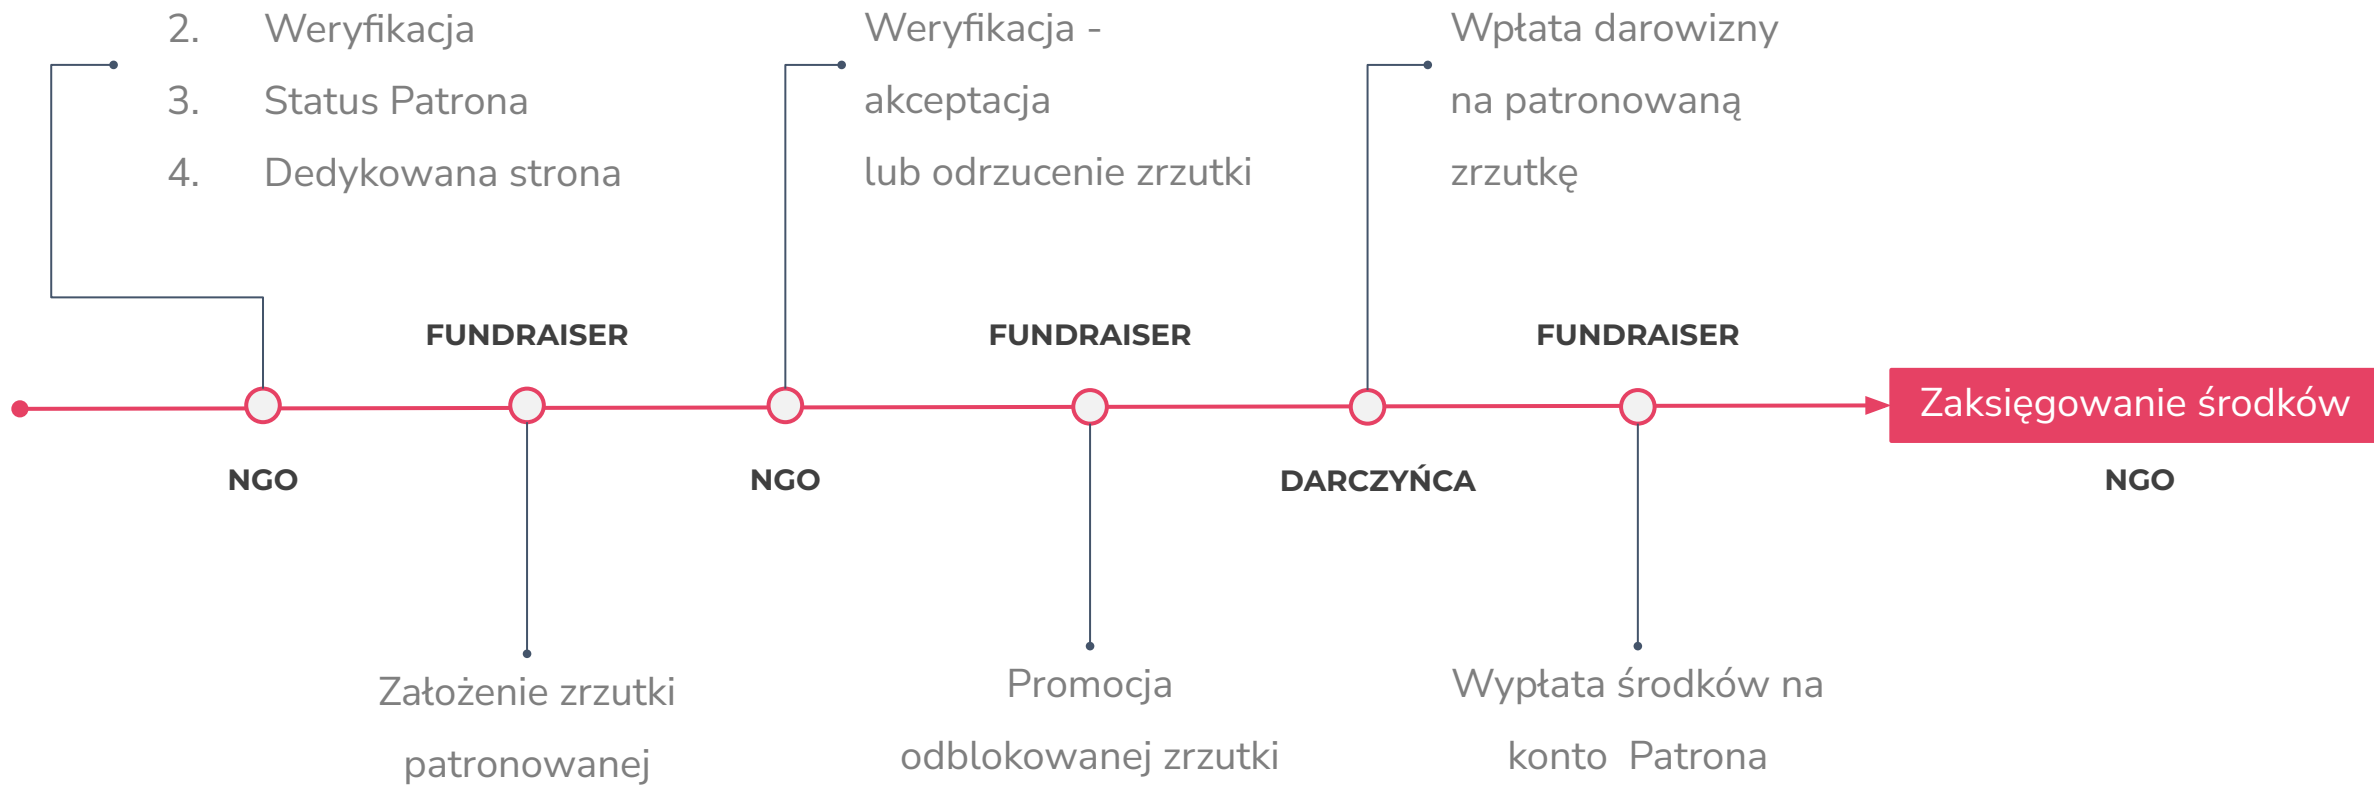 2. Weryfikacja
3. Status Patrona
4. Dedykowana strona
Weryfikacja -
akceptacja
lub odrzucenie zrzutki
Wpłata darowizny
na patronowaną
zrzutkę
FUNDRAISER
FUNDRAISER
FUNDRAISER
Zaksięgowanie środków
NGO
NGO
DARCZYŃCA
NGO
Założenie zrzutki
patronowanej
Promocja
odblokowanej zrzutki
Wypłata środków na
konto Patrona